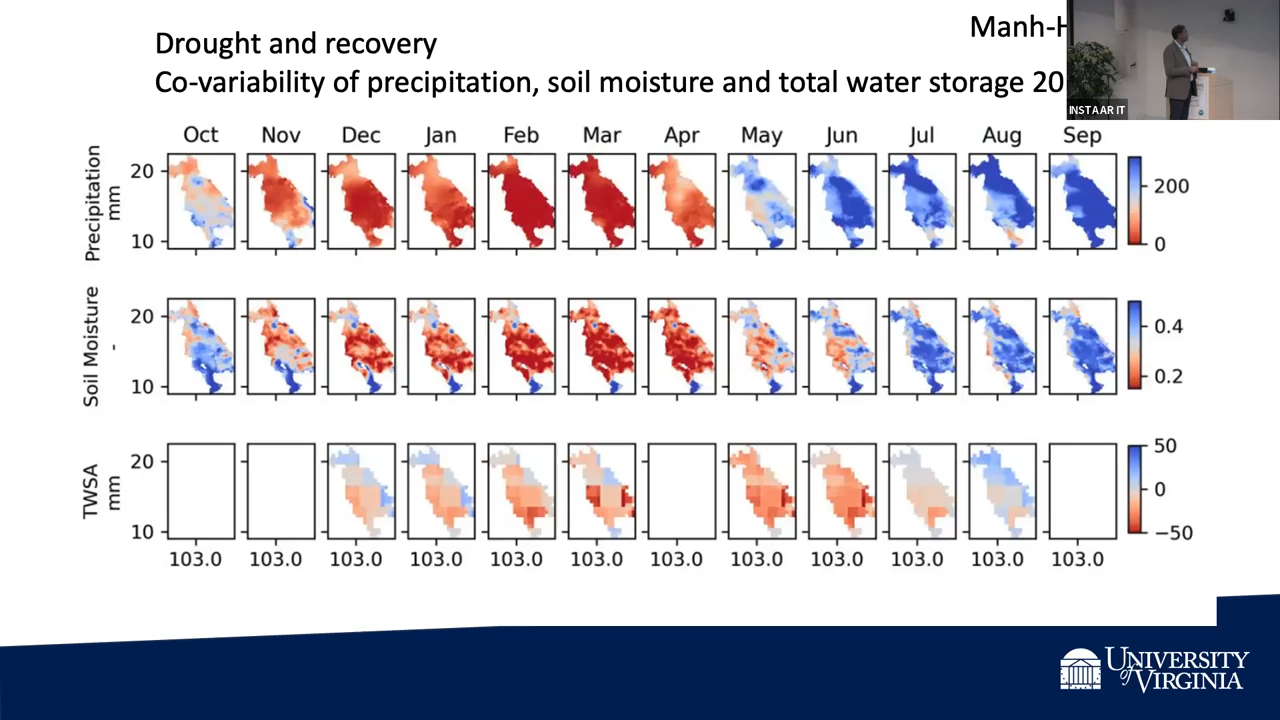 Drought and recovery
Manh-H
Co-variability of precipitation, soil moisture and total water storage 20
INSTAAR IT
Oct Nov Dec Jan Feb Mar Apr May Jun Jul Aug Sep
Precipitation
mm
20
10
200
0
Soil Moisture
-
20
10
0.4
0.2
TWSA
mm
20
10
50
0
−50
103.0 103.0 103.0 103.0 103.0 103.0 103.0 103.0 103.0 103.0 103.0 103.0
UNIVERSITY
of VIRGINIA